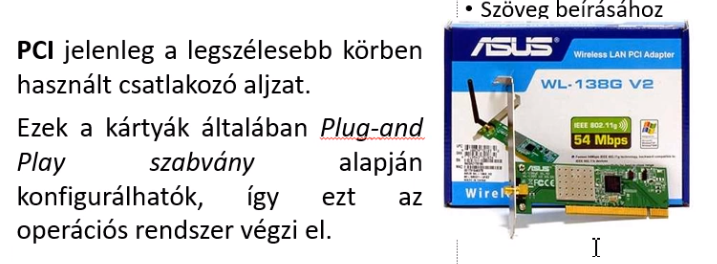 • Szöveg beírásához
PCI jelenleg a legszélesebb körben
használt csatlakozó aljzat.
Ezek a kártyák általában Plug-and
Play szabvány alapján
konfigurálhatók, így ezt az
operációs rendszer végzi el.
ASUS
Wireless LAN PCI Adapter
WL-138G V2
IEEE 802.11g
54 Mbps
ASUS
FCC